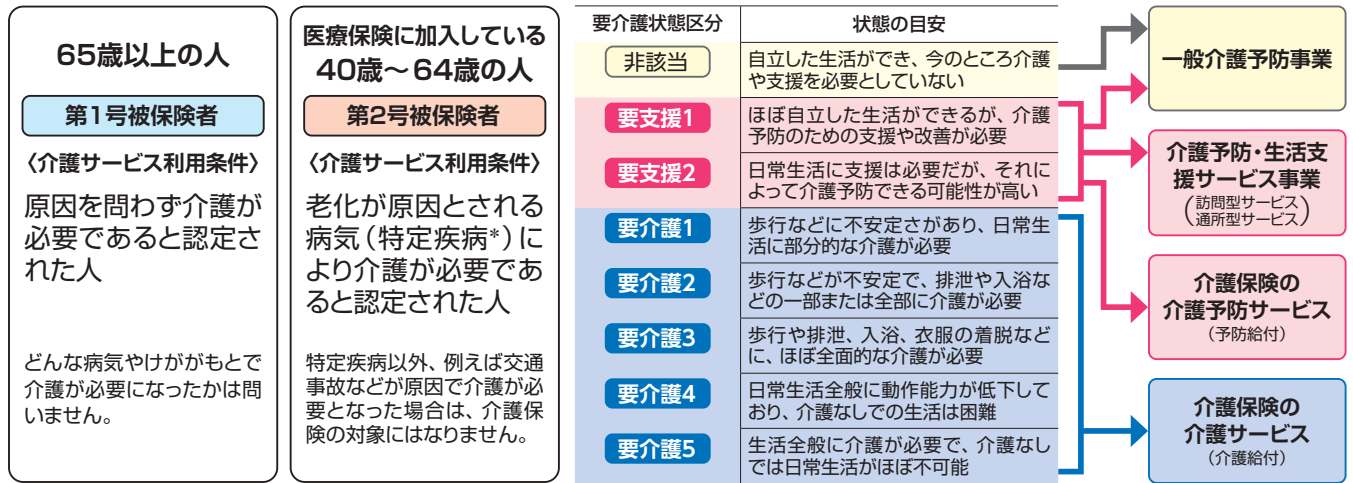 65歳以上の人
第1号被保険者
〈介護サービス利用条件〉
原因を問わず介護が
必要であると認定さ
れた人
どんな病気やけががもとで
介護が必要になったかは問
いません。
医療保険に加入している
40歳～64歳の人
第2号被保険者
〈介護サービス利用条件〉
老化が原因とされる
病気(特定疾病*)に
より介護が必要であ
ると認定された人
特定疾病以外、例えば交通
事故などが原因で介護が必
要となった場合は、介護保
険の対象にはなりません。
要介護状態区分
状態の目安
非該当
自立した生活ができ、今のところ介護
や支援を必要としていない
要支援1
ほぼ自立した生活ができるが、介護
予防のための支援や改善が必要
要支援2
日常生活に支援は必要だが、それに
よって介護予防できる可能性が高い
要介護1
歩行などに不安定さがあり、日常生
活に部分的な介護が必要
要介護2
歩行などが不安定で、排泄や入浴な
どの一部または全部に介護が必要
要介護3
歩行や排泄、入浴、衣服の着脱など
に、ほぼ全面的な介護が必要
要介護4
日常生活全般に動作能力が低下して
おり、介護なしでの生活は困難
要介護5
生活全般に介護が必要で、介護なし
では日常生活がほぼ不可能
一般介護予防事業
介護予防・生活支
援サービス事業
(訪問型サービス
通所型サービス)
介護保険の
介護予防サービス
(予防給付)
介護保険の
介護サービス
(介護給付)